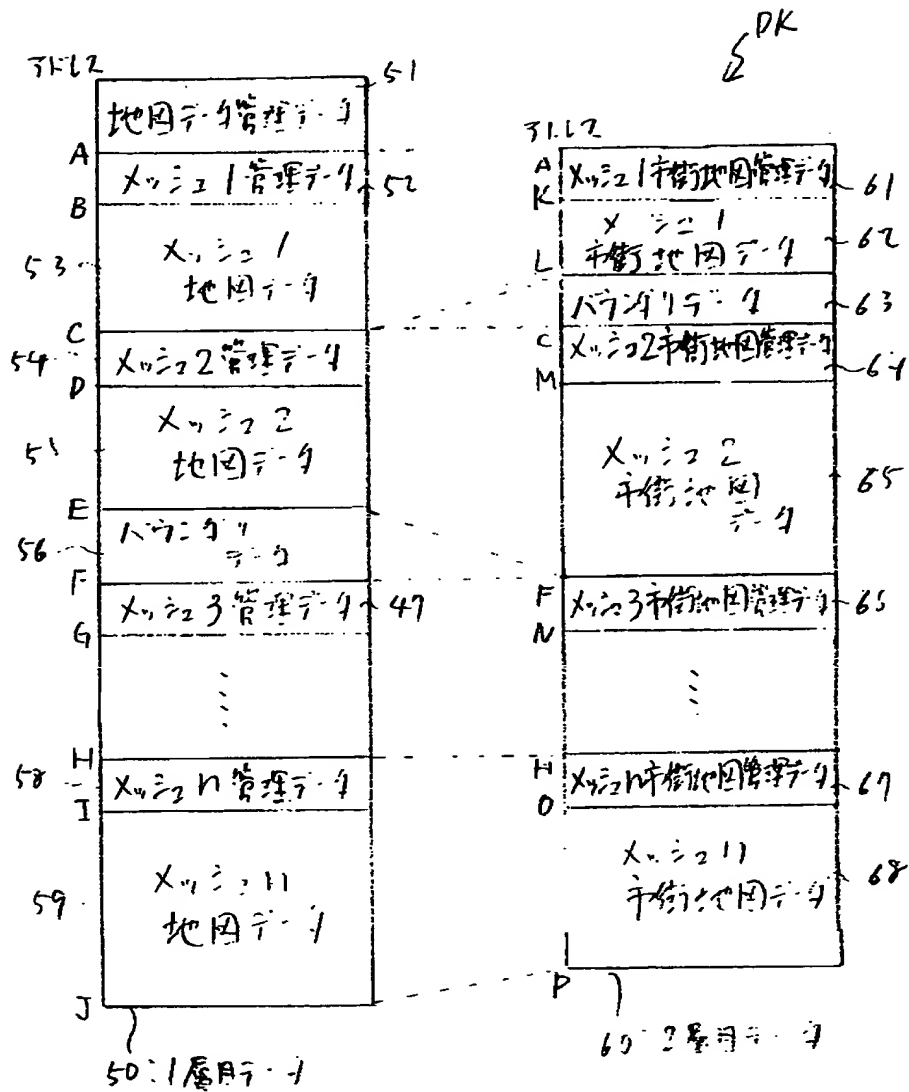 DK
アドレス
51
地図データ管理データ
A
メッシュ1管理データ
52
B
53
メッシュ1
地図データ
C
54
メッシュ2管理データ
D
メッシュ2
地図データ
E
56
バウンダリ
データ
F
メッシュ3管理データ
47
G
H
58
メッシュn管理データ
I
59
メッシュn
地図データ
J
50:1層目データ
アドレス
A
メッシュ1市街地図管理データ
61
K
メッシュ1
市街地図データ
62
L
バウンダリデータ
63
C
メッシュ2市街地図管理データ
64
M
メッシュ2
市街地図
データ
65
F
メッシュ3市街地図管理データ
66
N
H
メッシュn市街地図管理データ
67
O
メッシュn
市街地図データ
68
P
60:2層目データ